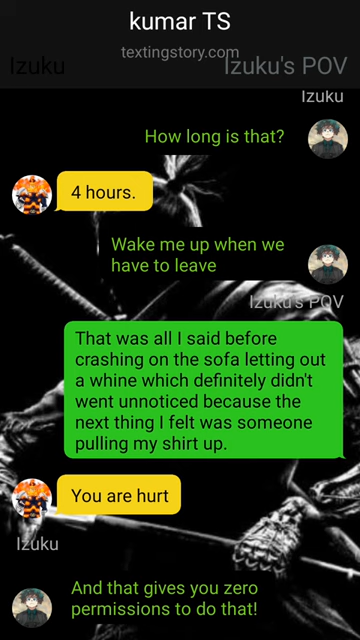 kumar TS
textingstory.com
Izuku
Izuku's POV
Izuku
How long is that?
4 hours.
Wake me up when we
have to leave
Izuku's POV
That was all I said before
crashing on the sofa letting out
a whine which definitely didn't
went unnoticed because the
next thing I felt was someone
pulling my shirt up.
You are hurt
Izuku
And that gives you zero
permissions to do that!